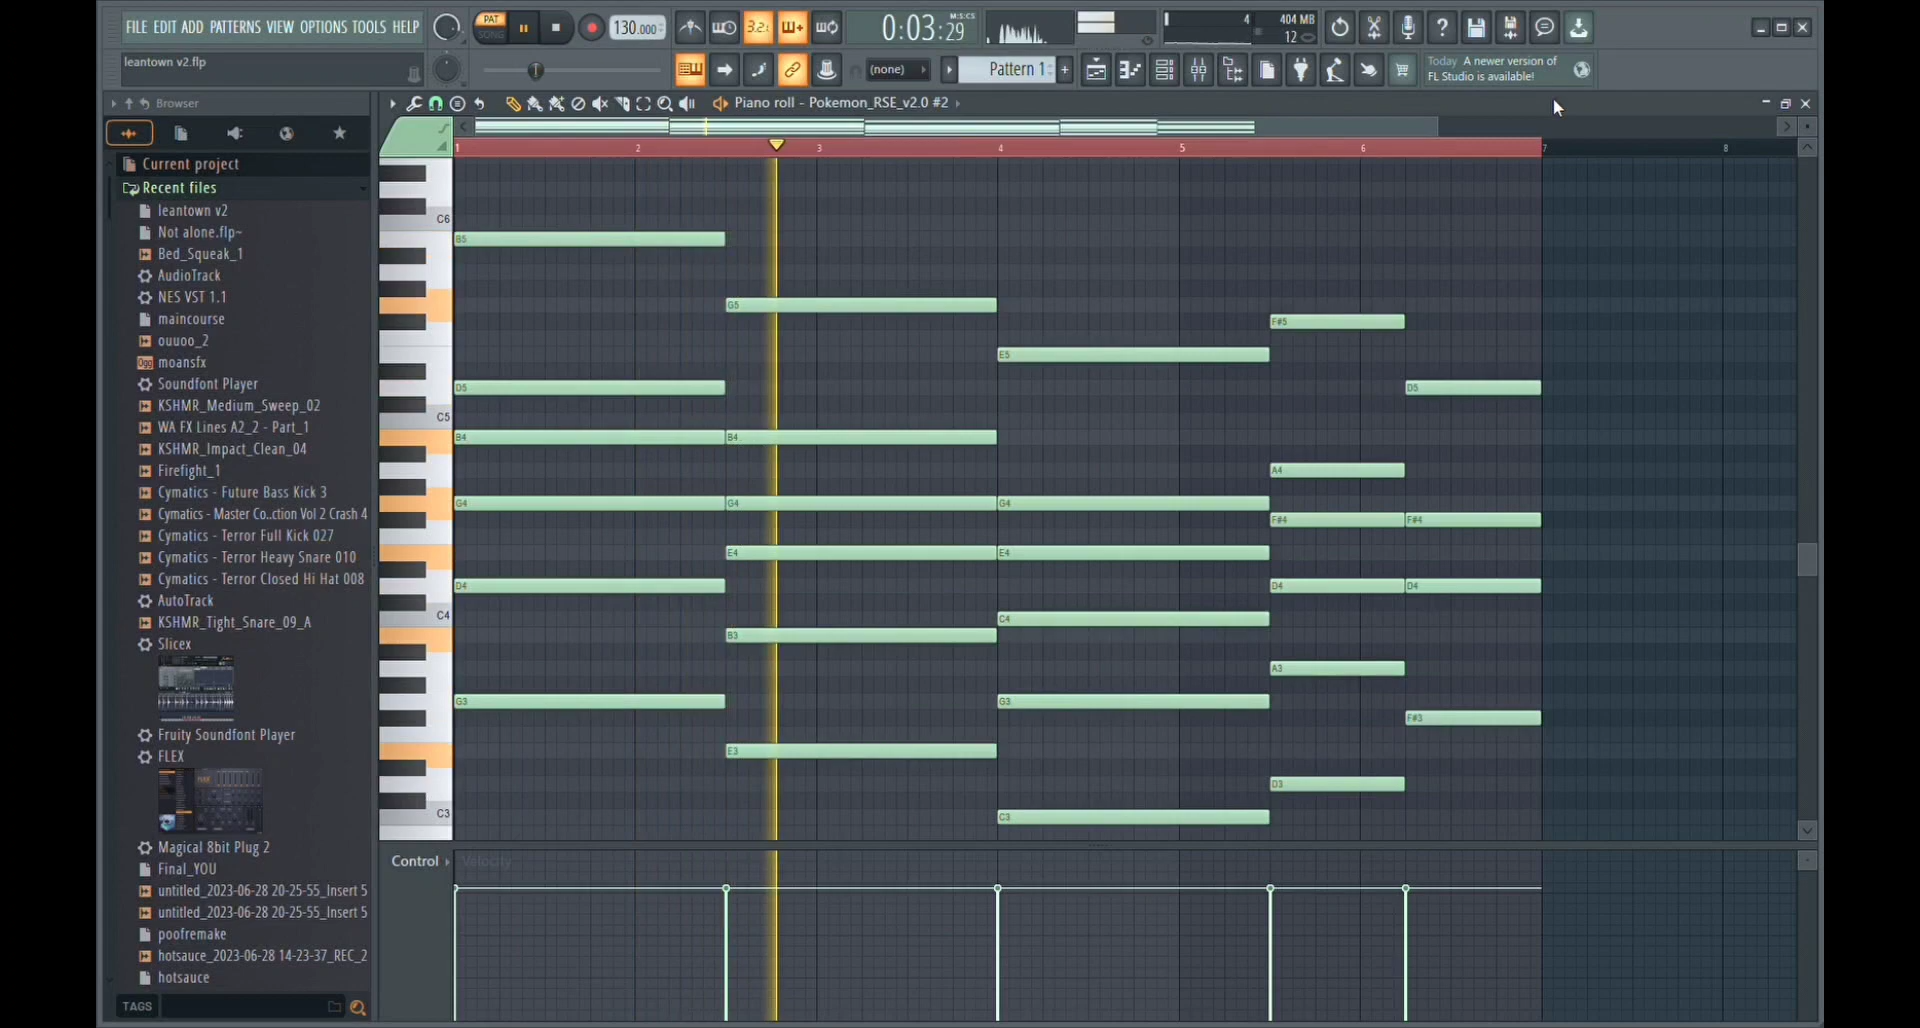 FILE EDIT ADD PATTERNS VIEW OPTIONS TOOLS HELP
PAT
SONG
130.000
3.2.
0:03:29
M:S:CS
4
404 MB
12
leantown v2.flp
(none)
Pattern 1
Today
A newer version of
FL Studio is available!
Browser
Current project
Recent files
leantown v2
Not alone.flp~
Bed_Squeak_1
AudioTrack
NES VST 1.1
maincourse
ouuoo_2
moansfx
Soundfont Player
KSHMR_Medium_Sweep_02
WA FX Lines A2_2 - Part_1
KSHMR_Impact_Clean_04
Firefight_1
Cymatics - Future Bass Kick 3
Cymatics - Master Co..ction Vol 2 Crash 4
Cymatics - Terror Full Kick 027
Cymatics - Terror Heavy Snare 010
Cymatics - Terror Closed Hi Hat 008
AutoTrack
KSHMR_Tight_Snare_09_A
Slicex
Fruity Soundfont Player
FLEX
Magical 8bit Plug 2
Final_YOU
untitled_2023-06-28 20-25-55_Insert 5
untitled_2023-06-28 20-25-55_Insert 5
poofremake
hotsauce_2023-06-28 14-23-37_REC_2
hotsauce
TAGS
Piano roll - Pokemon_RSE_v2.0 #2
1 2 3 4 5 6 7 8
C6
B5
G5
F#5
E5
D5 D5
C5
B4 B4
A4
G4 G4 G4
F#4 F#4
E4 E4
D4 D4 D4
C4 C4
B3
A3
G3 G3
F#3
E3
D3
C3 C3
Control Velocity